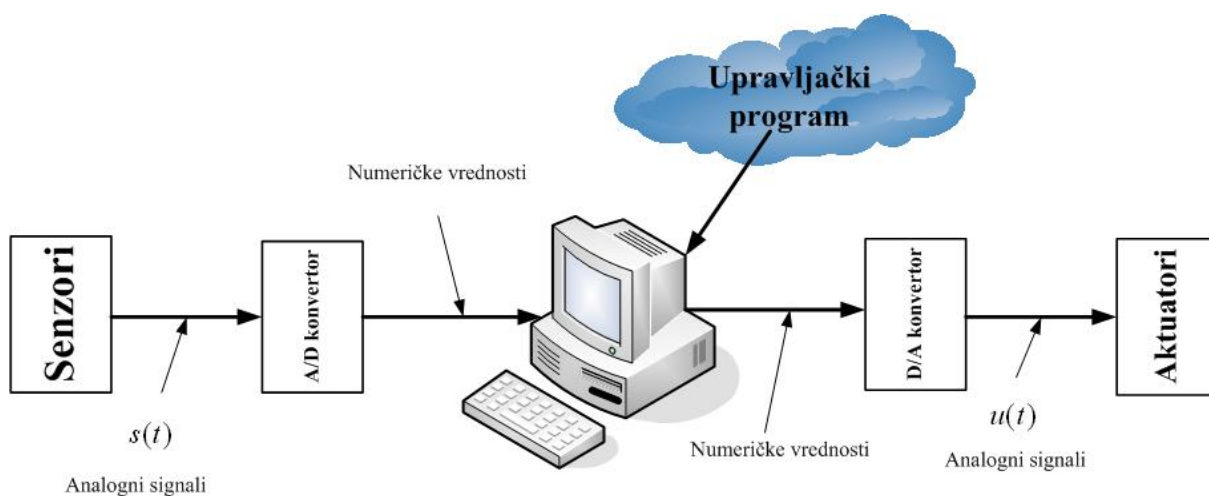 Upravljački
program
Numeričke vrednosti
Senzori
A/D konvertor
D/A konvertor
Aktuatori
s(t)
u(t)
Analogni signali
Numeričke vrednosti
Analogni signali